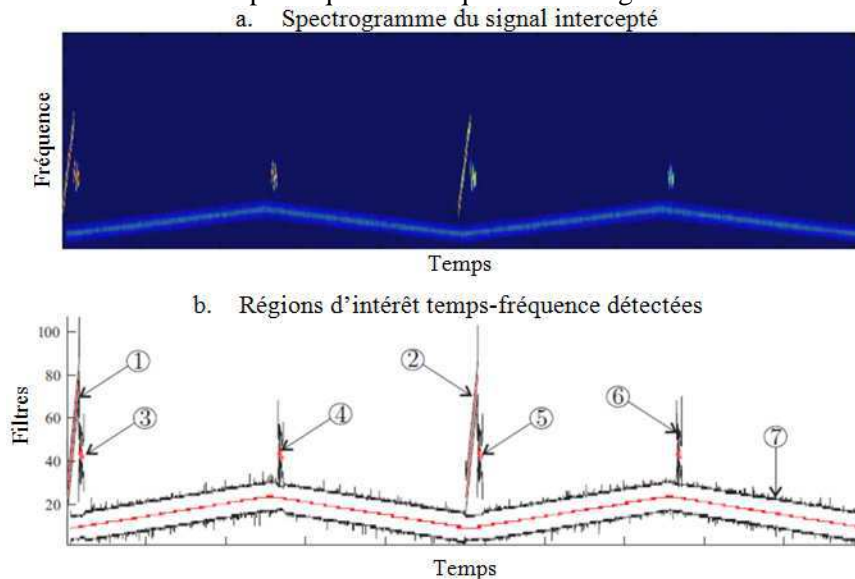 a. Spectrogramme du signal intercepté
Fréquence
Temps
b. Régions d'intérêt temps-fréquence détectées
Filtres
100
80
60
40
20
①
②
③
④
⑤
⑥
⑦
Temps